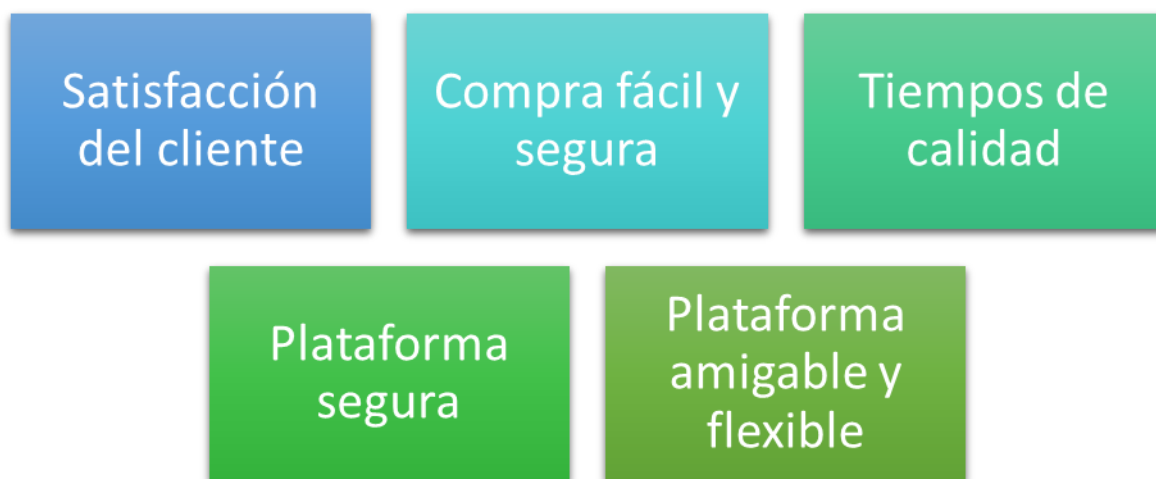 Satisfacción
del cliente
Compra fácil y
segura
Tiempos de
calidad
Plataforma
segura
Plataforma
amigable y
flexible